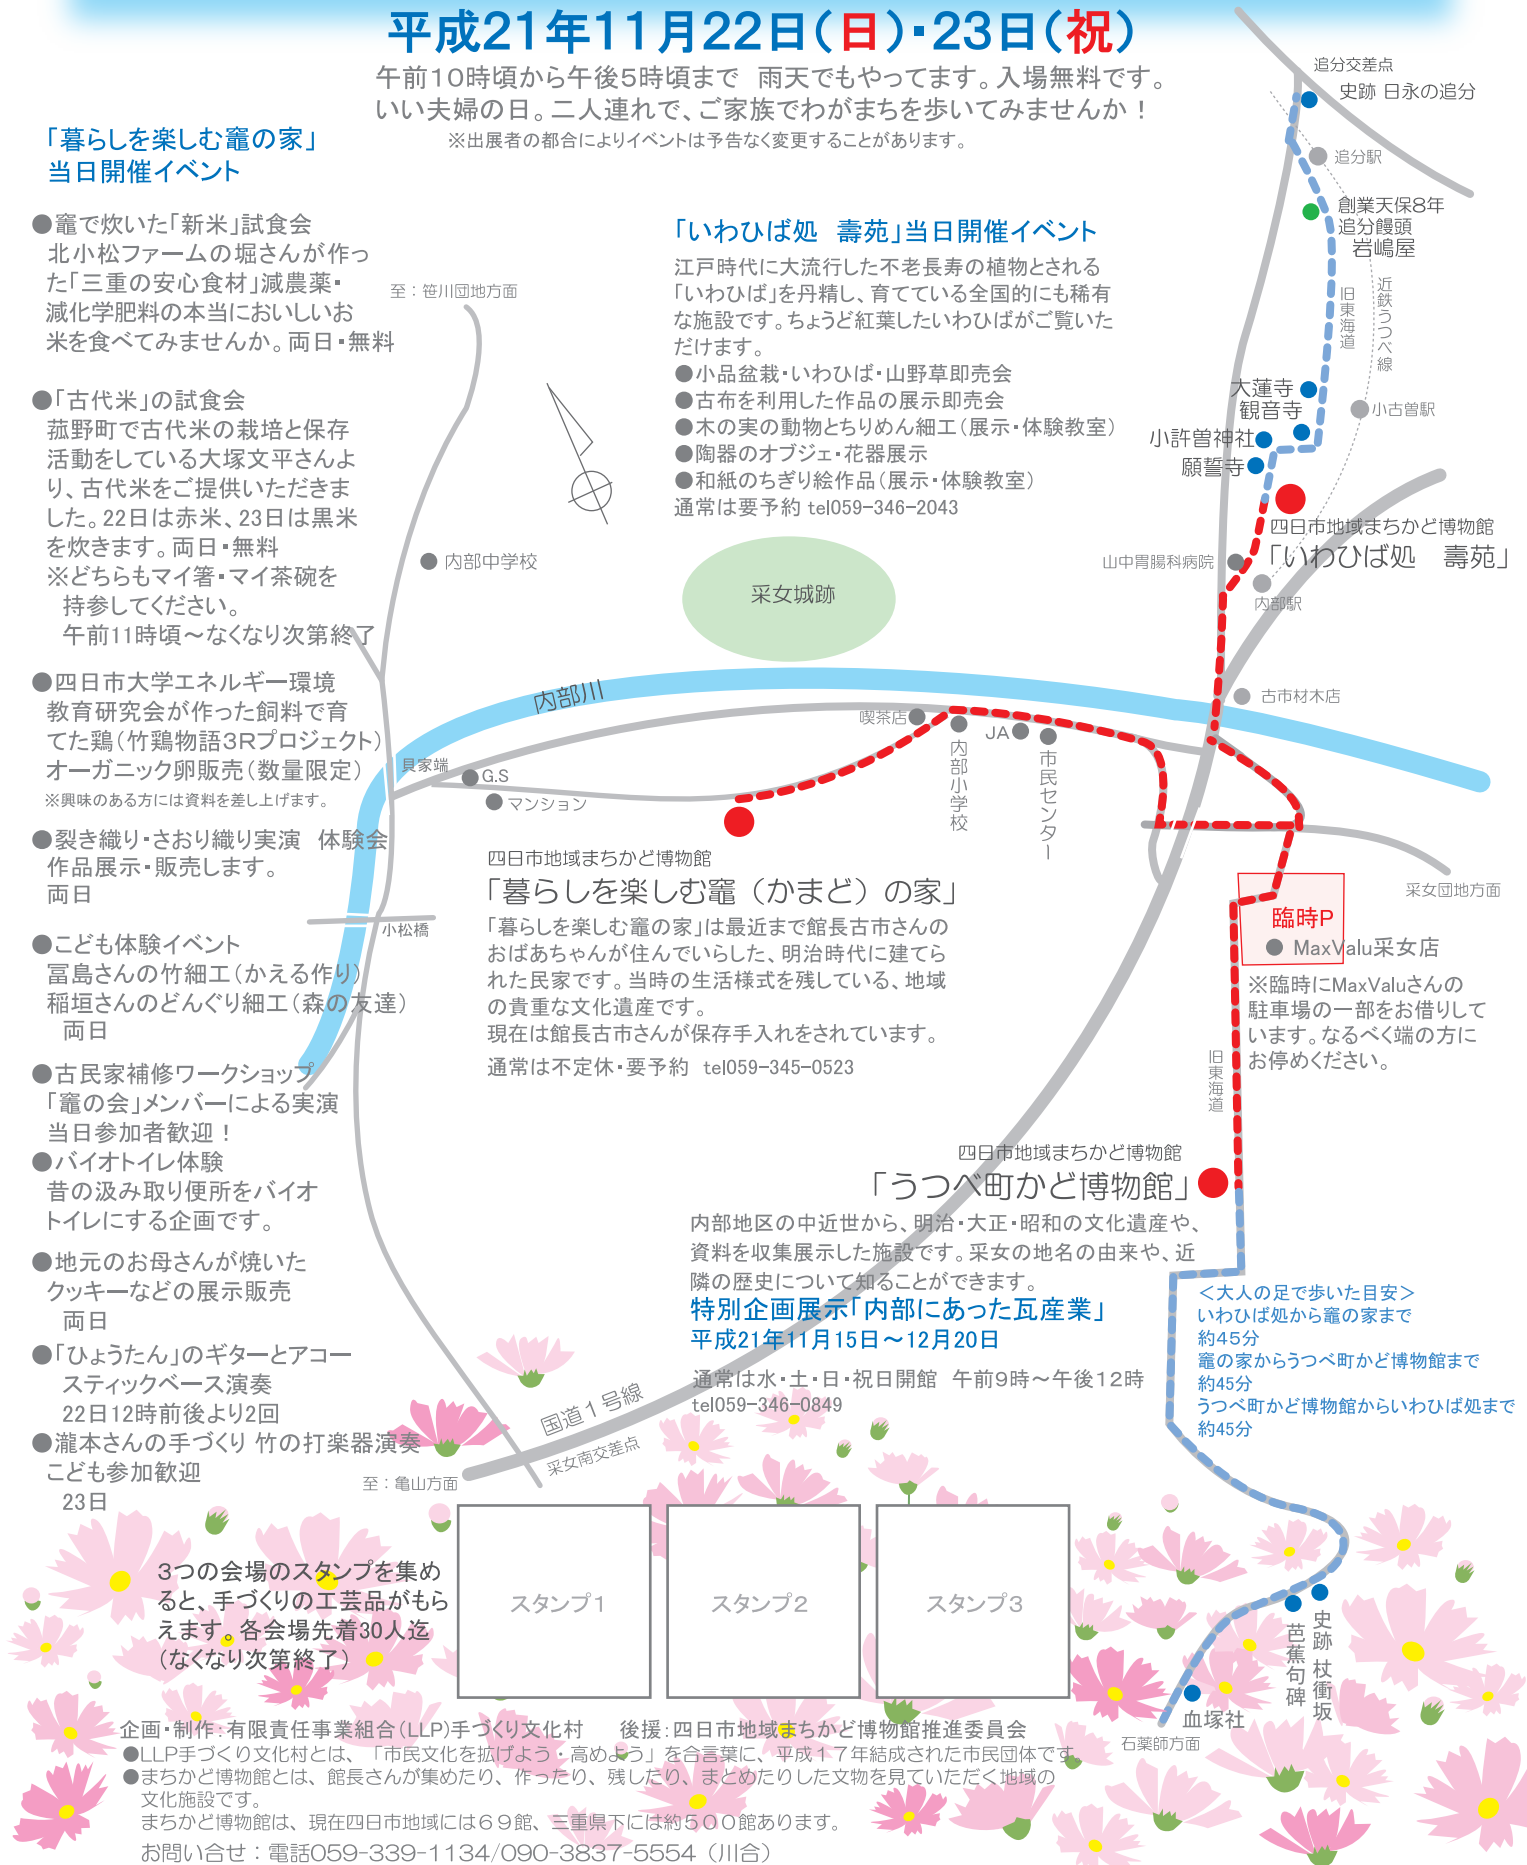 平成21年11月22日(日)・23日(祝)
午前10時頃から午後5時頃まで　雨天でもやってます。入場無料です。
いい夫婦の日。二人連れで、ご家族でわがまちを歩いてみませんか！
※出展者の都合によりイベントは予告なく変更することがあります。
「暮らしを楽しむ竈の家」
当日開催イベント
●竈で炊いた「新米」試食会
北小松ファームの堀さんが作っ
た「三重の安心食材」減農薬・
減化学肥料の本当においしいお
米を食べてみませんか。両日・無料
●「古代米」の試食会
菰野町で古代米の栽培と保存
活動をしている大塚文平さんよ
り、古代米をご提供いただきま
した。22日は赤米、23日は黒米
を炊きます。両日・無料
※どちらもマイ箸・マイ茶碗を
持参してください。
午前11時頃～なくなり次第終了
●四日市大学エネルギー環境
教育研究会が作った飼料で育
てた鶏(竹鶏物語3Rプロジェクト)
オーガニック卵販売(数量限定)
※興味のある方には資料を差し上げます。
●裂き織り・さおり織り実演　体験会
作品展示・販売します。
両日
●こども体験イベント
冨島さんの竹細工(かえる作り)
稲垣さんのどんぐり細工(森の友達)
両日
●古民家補修ワークショップ
「竈の会」メンバーによる実演
当日参加者歓迎！
●バイオトイレ体験
昔の汲み取り便所をバイオ
トイレにする企画です。
●地元のお母さんが焼いた
クッキーなどの展示販売
両日
●「ひょうたん」のギターとアコー
スティックベース演奏
22日12時前後より2回
●瀧本さんの手づくり 竹の打楽器演奏
こども参加歓迎
23日
「いわひば処　壽苑」当日開催イベント
江戸時代に大流行した不老長寿の植物とされる
「いわひば」を丹精し、育てている全国的にも稀有
な施設です。ちょうど紅葉したいわひばがご覧いた
だけます。
●小品盆栽・いわひば・山野草即売会
●古布を利用した作品の展示即売会
●木の実の動物とちりめん細工(展示・体験教室)
●陶器のオブジェ・花器展示
●和紙のちぎり絵作品(展示・体験教室)
通常は要予約 tel059-346-2043
追分交差点
史跡 日永の追分
追分駅
創業天保8年
追分饅頭
岩嶋屋
近鉄うつべ線
旧東海道
大蓮寺
観音寺
小古曽駅
小許曽神社
願誓寺
四日市地域まちかど博物館
「いわひば処　壽苑」
山中胃腸科病院
内部駅
古市材木店
至：笹川団地方面
内部中学校
采女城跡
内部川
喫茶店
内部小学校
JA
市民センター
貝家端
G.S
マンション
小松橋
四日市地域まちかど博物館
「暮らしを楽しむ竈（かまど）の家」
「暮らしを楽しむ竈の家」は最近まで館長古市さんの
おばあちゃんが住んでいらした、明治時代に建てら
れた民家です。当時の生活様式を残している、地域
の貴重な文化遺産です。
現在は館長古市さんが保存手入れをされています。
通常は不定休・要予約　tel059-345-0523
采女団地方面
臨時P
MaxValu采女店
※臨時にMaxValuさんの
駐車場の一部をお借りして
います。なるべく端の方に
お停めください。
旧東海道
四日市地域まちかど博物館
「うつべ町かど博物館」
内部地区の中近世から、明治・大正・昭和の文化遺産や、
資料を収集展示した施設です。采女の地名の由来や、近
隣の歴史について知ることができます。
特別企画展示「内部にあった瓦産業」
平成21年11月15日～12月20日
通常は水・土・日・祝日開館　午前9時～午後12時
tel059-346-0849
＜大人の足で歩いた目安＞
いわひば処から竈の家まで
約45分
竈の家からうつべ町かど博物館まで
約45分
うつべ町かど博物館からいわひば処まで
約45分
国道１号線
采女南交差点
至：亀山方面
3つの会場のスタンプを集め
ると、手づくりの工芸品がもら
えます。各会場先着30人迄
(なくなり次第終了)
スタンプ1
スタンプ2
スタンプ3
史跡 杖衝坂
芭蕉句碑
血塚社
石薬師方面
企画・制作：有限責任事業組合(LLP)手づくり文化村　　後援：四日市地域まちかど博物館推進委員会
●LLP手づくり文化村とは、「市民文化を拡げよう・高めよう」を合言葉に、平成１７年結成された市民団体です
●まちかど博物館とは、館長さんが集めたり、作ったり、残したり、まとめたりした文物を見ていただく地域の
文化施設です。
まちかど博物館は、現在四日市地域には６９館、三重県下には約５００館あります。
お問い合せ：電話059-339-1134/090-3837-5554（川合）